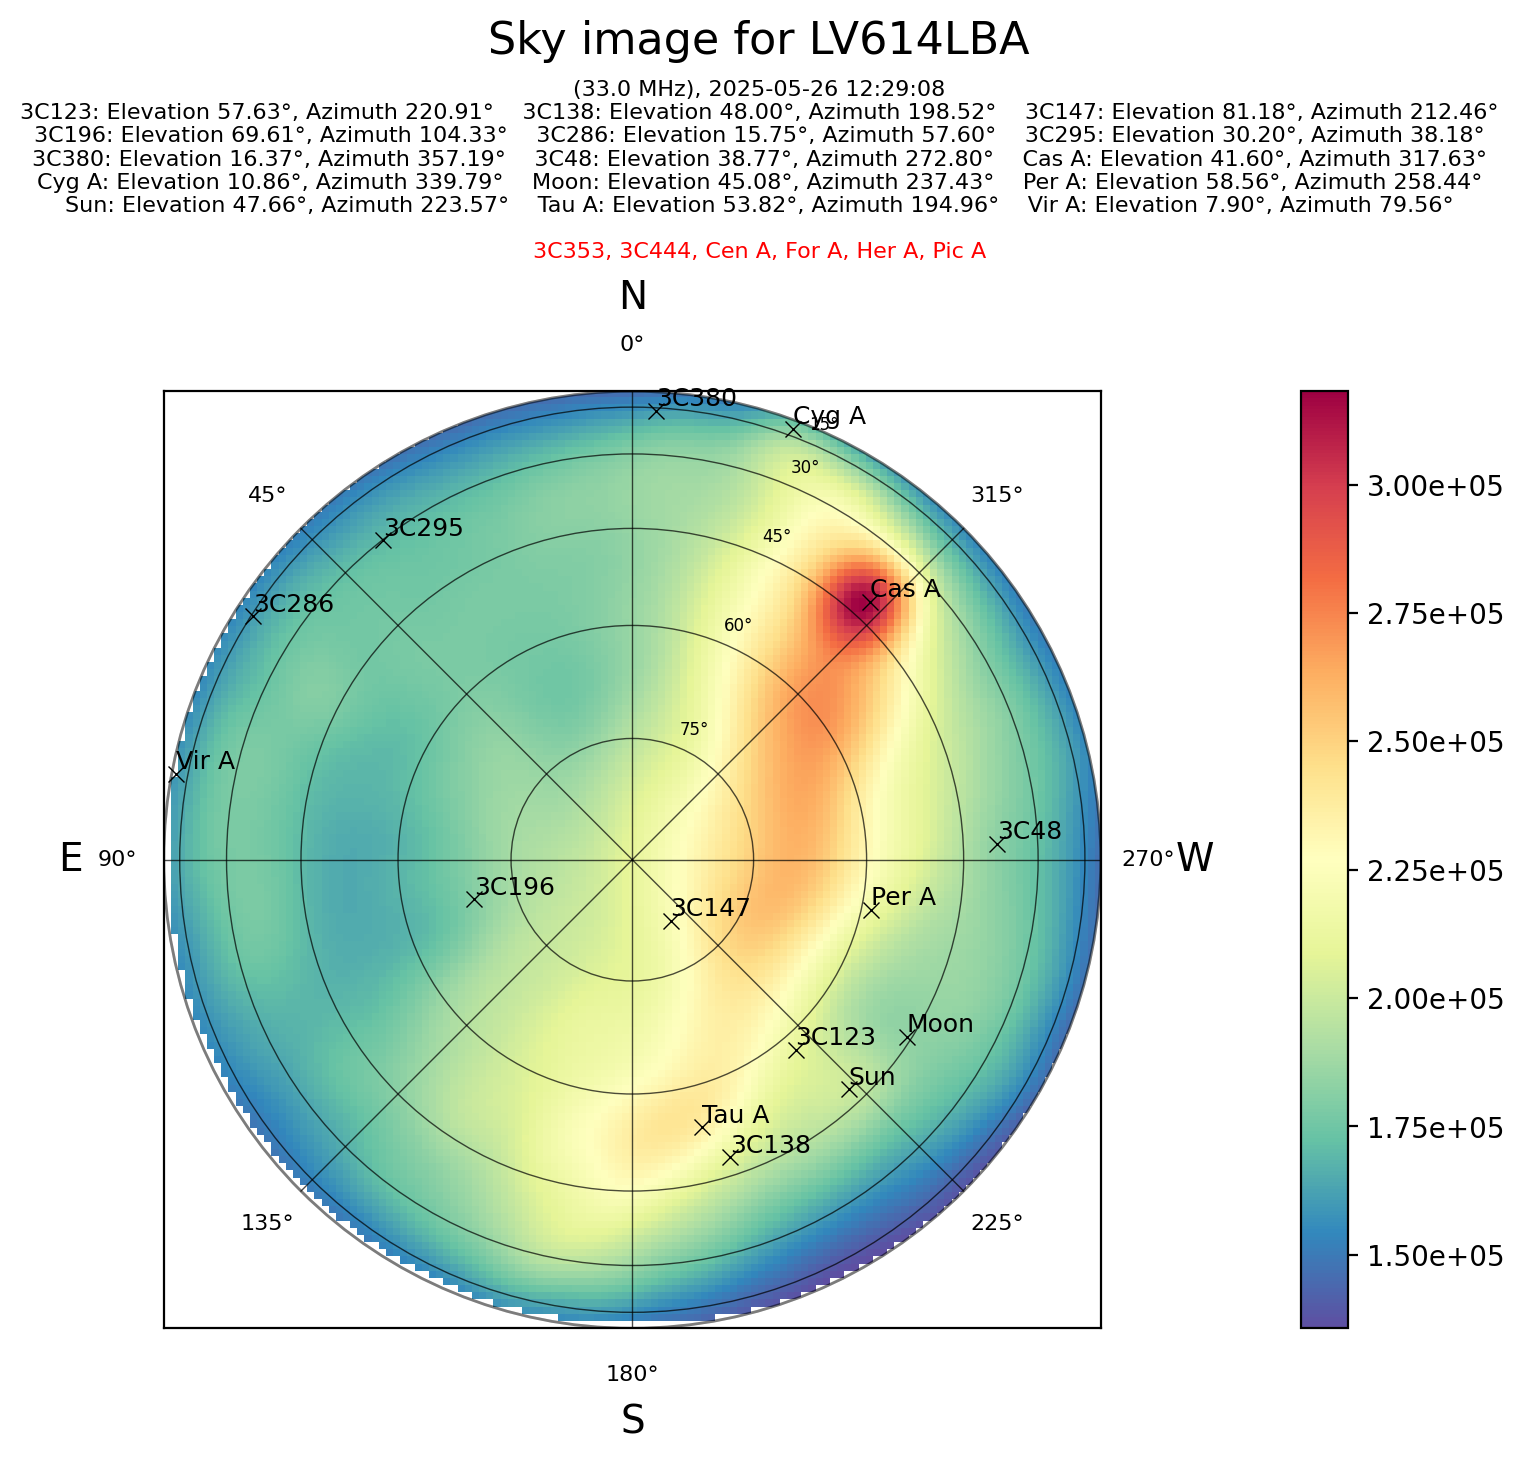 Sky image for LV614LBA
(33.0 MHz), 2025-05-26 12:29:08
3C123: Elevation 57.63°, Azimuth 220.91° 3C138: Elevation 48.00°, Azimuth 198.52° 3C147: Elevation 81.18°, Azimuth 212.46°
3C196: Elevation 69.61°, Azimuth 104.33° 3C286: Elevation 15.75°, Azimuth 57.60° 3C295: Elevation 30.20°, Azimuth 38.18°
3C380: Elevation 16.37°, Azimuth 357.19° 3C48: Elevation 38.77°, Azimuth 272.80° Cas A: Elevation 41.60°, Azimuth 317.63°
Cyg A: Elevation 10.86°, Azimuth 339.79° Moon: Elevation 45.08°, Azimuth 237.43° Per A: Elevation 58.56°, Azimuth 258.44°
Sun: Elevation 47.66°, Azimuth 223.57° Tau A: Elevation 53.82°, Azimuth 194.96° Vir A: Elevation 7.90°, Azimuth 79.56°
3C353, 3C444, Cen A, For A, Her A, Pic A
N
0°
3C380
Cyg A
15°
30°
45°
315°
3C295
45°
Cas A
3C286
60°
75°
Vir A
3C48
E 90°
270° W
3C196
Per A
3C147
Moon
3C123
Sun
Tau A
3C138
135°
225°
180°
S
3.00e+05
2.75e+05
2.50e+05
2.25e+05
2.00e+05
1.75e+05
1.50e+05